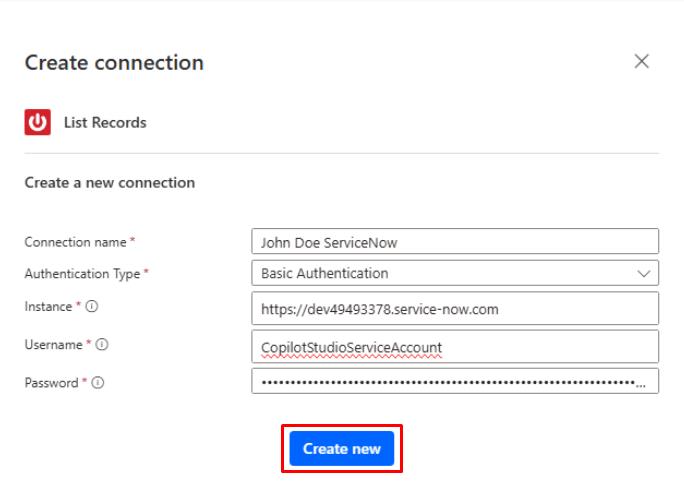 Create connection
List Records
Create a new connection
Connection name * John Doe ServiceNow
Authentication Type * Basic Authentication
Instance * https://dev49493378.service-now.com
Username * CopilotStudioServiceAccount
Password * ••••••••••••••••••••••••••••••••••••••••••••••••••••••••••••••••...
Create new